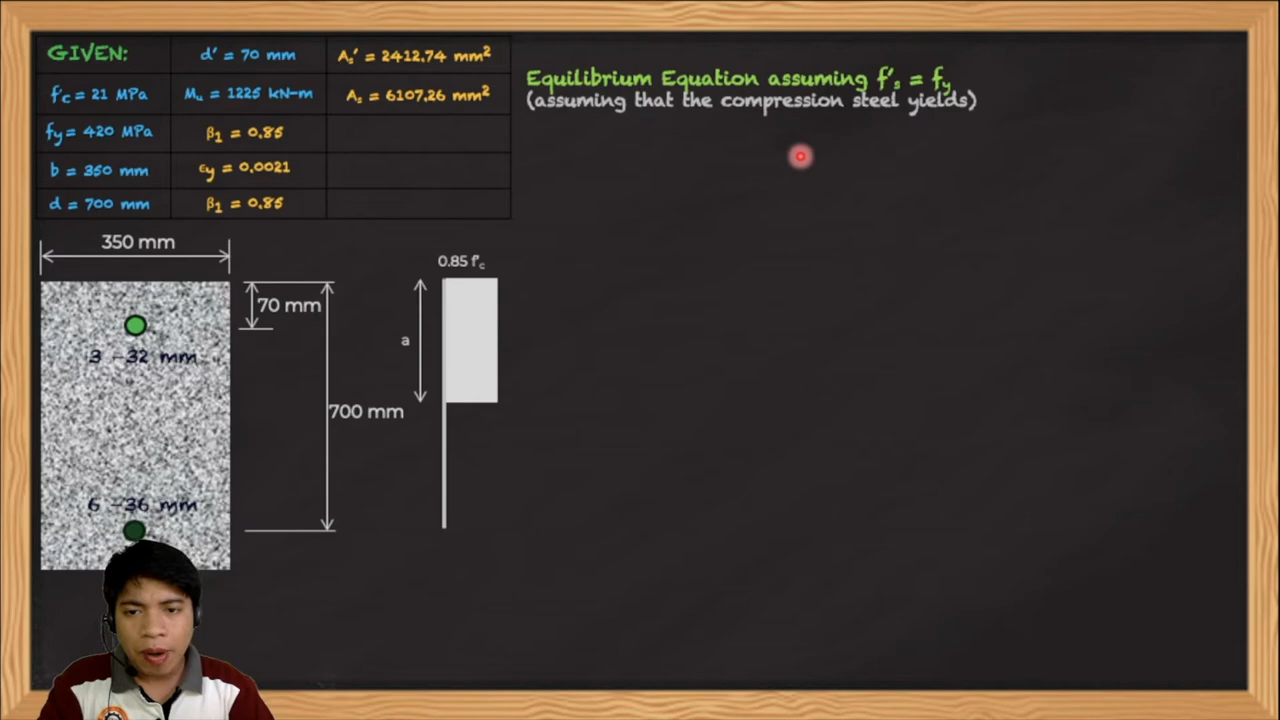 GIVEN:
d' = 70 mm
As' = 2412.74 mm²
f'c = 21 MPa
Mu = 1225 kN-m
As = 6107.26 mm²
fy = 420 MPa
β1 = 0.85
b = 350 mm
ϵy = 0.0021
d = 700 mm
β1 = 0.85
Equilibrium Equation assuming f's = fy
(assuming that the compression steel yields)
350 mm
70 mm
3 -32 mm
700 mm
6 -36 mm
0.85 f'c
a